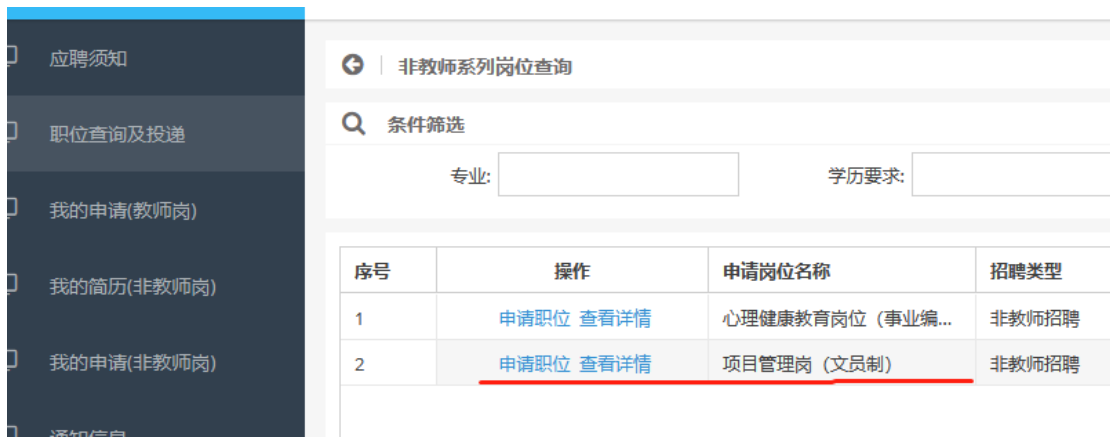 应聘须知
职位查询及投递
我的申请(教师岗)
我的简历(非教师岗)
我的申请(非教师岗)
通知信息
非教师系列岗位查询
条件筛选
专业: 学历要求:
序号 操作 申请岗位名称 招聘类型
1 申请职位 查看详情 心理健康教育岗位（事业编... 非教师招聘
2 申请职位 查看详情 项目管理岗（文员制） 非教师招聘